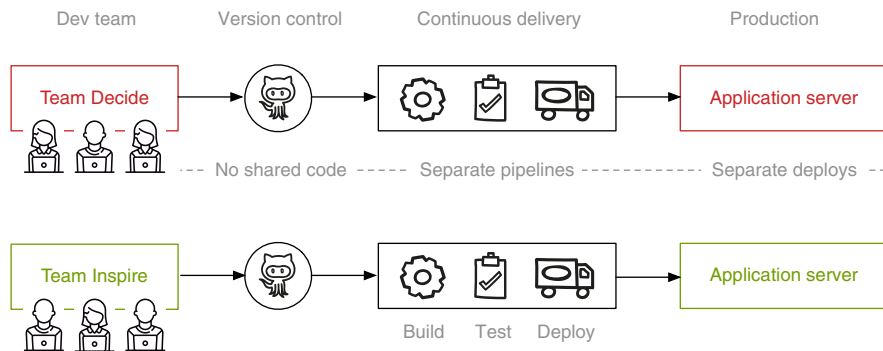 Dev team
Version control
Continuous delivery
Production
Team Decide
Application server
No shared code
Separate pipelines
Separate deploys
Team Inspire
Application server
Build
Test
Deploy